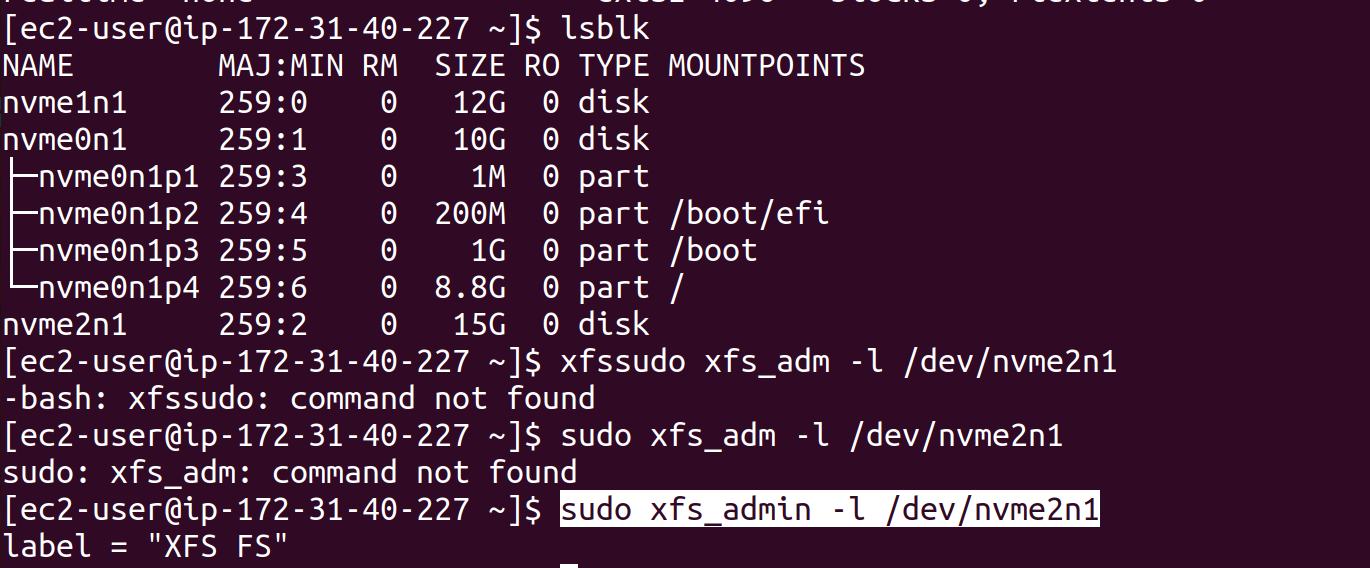 [ec2-user@ip-172-31-40-227 ~]$ lsblk
NAME        MAJ:MIN RM  SIZE RO TYPE MOUNTPOINTS
nvme1n1     259:0    0   12G  0 disk
nvme0n1     259:1    0   10G  0 disk
├─nvme0n1p1 259:3    0    1M  0 part
├─nvme0n1p2 259:4    0  200M  0 part /boot/efi
├─nvme0n1p3 259:5    0    1G  0 part /boot
└─nvme0n1p4 259:6    0  8.8G  0 part /
nvme2n1     259:2    0   15G  0 disk
[ec2-user@ip-172-31-40-227 ~]$ xfssudo xfs_adm -l /dev/nvme2n1
-bash: xfssudo: command not found
[ec2-user@ip-172-31-40-227 ~]$ sudo xfs_adm -l /dev/nvme2n1
sudo: xfs_adm: command not found
[ec2-user@ip-172-31-40-227 ~]$ sudo xfs_admin -l /dev/nvme2n1
label = "XFS FS"